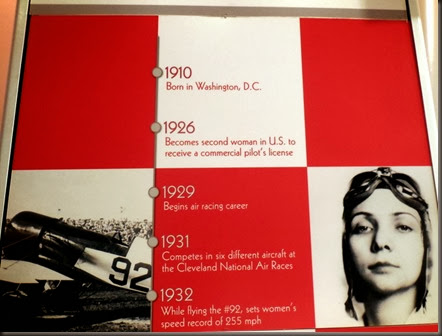 1910
Born in Washington, D.C.
1926
Becomes second woman in U.S. to
receive a commercial pilot's license
1929
Begins air racing career
1931
Competes in six different aircraft at
the Cleveland National Air Races
92
1932
While flying the #92, sets women's
speed record of 255 mph